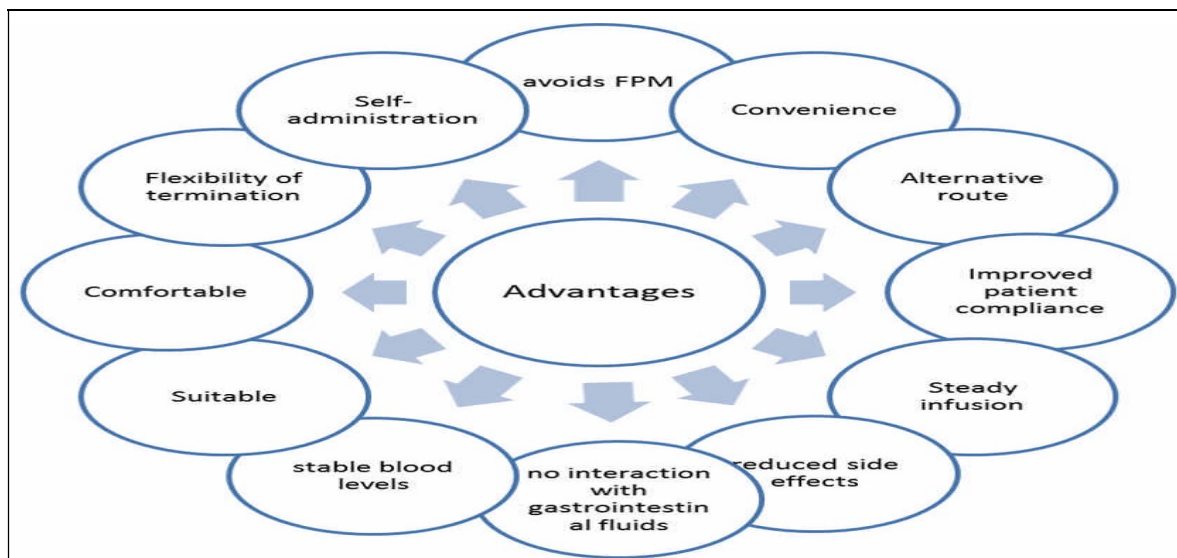 avoids FPM
Convenience
Alternative
route
Improved
patient
compliance
Steady
infusion
reduced side
effects
no interaction
with
gastrointestin
al fluids
stable blood
levels
Suitable
Comfortable
Flexibility of
termination
Self-
administration
Advantages